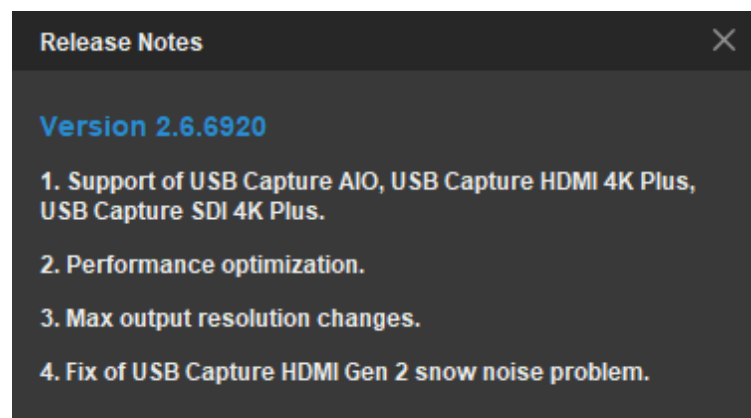 Release Notes
Version 2.6.6920
1. Support of USB Capture AIO, USB Capture HDMI 4K Plus,
USB Capture SDI 4K Plus.
2. Performance optimization.
3. Max output resolution changes.
4. Fix of USB Capture HDMI Gen 2 snow noise problem.